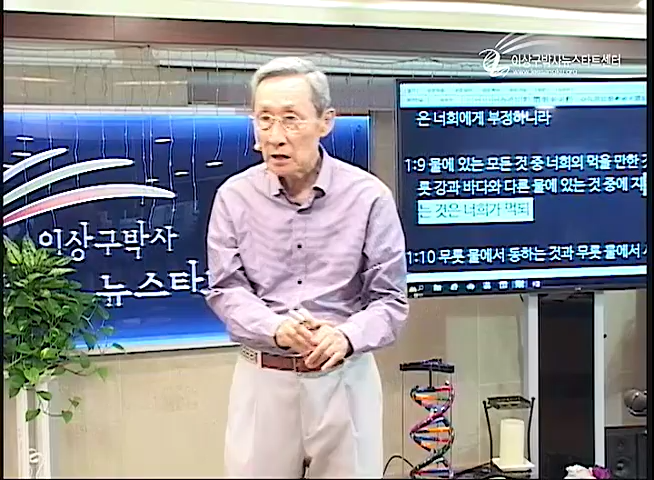 이상구박사뉴스타트센터
은 너희에게 부정하니라
1:9 물에 있는 모든 것 중 너희의 먹을 만한
롯 강과 바다와 다른 물에 있는 것 중에
는 것은 너희가 먹되
1:10 무릇 물에서 동하는 것과 무릇 물에서
이상구박사
뉴스타